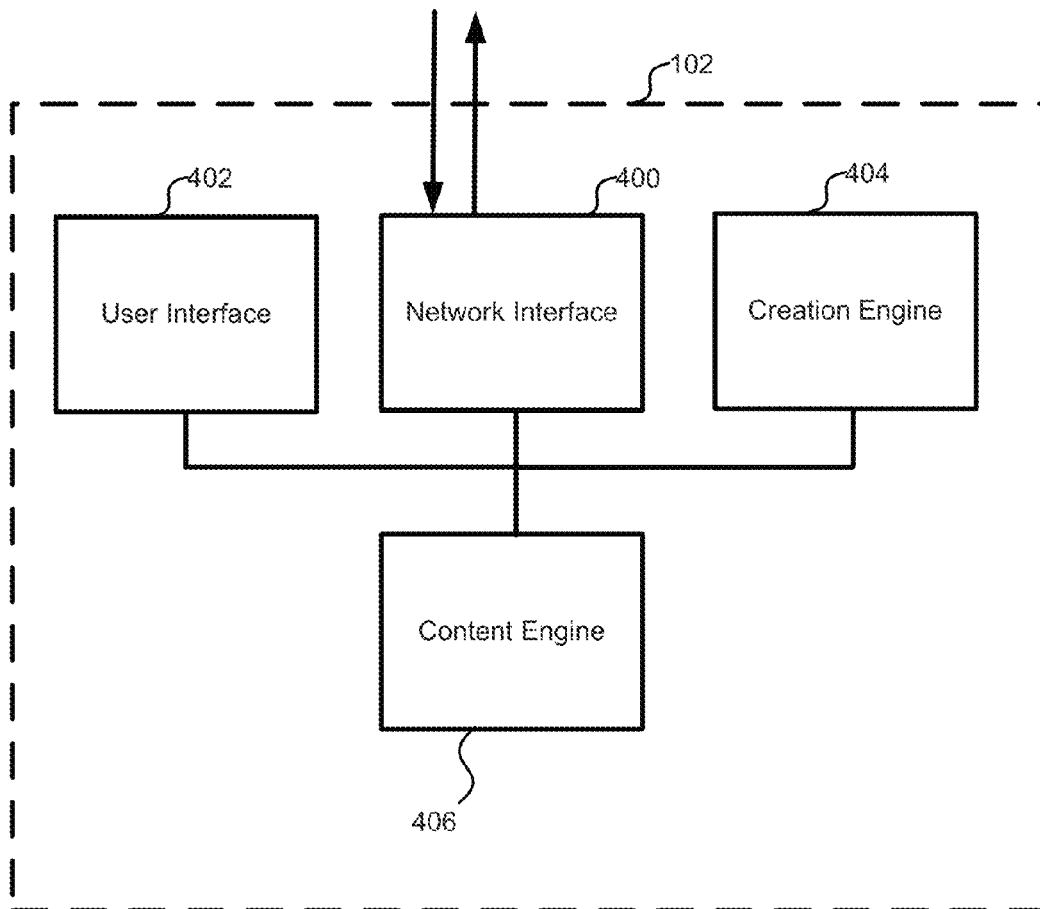 102
402
400
404
User Interface
Network Interface
Creation Engine
Content Engine
406